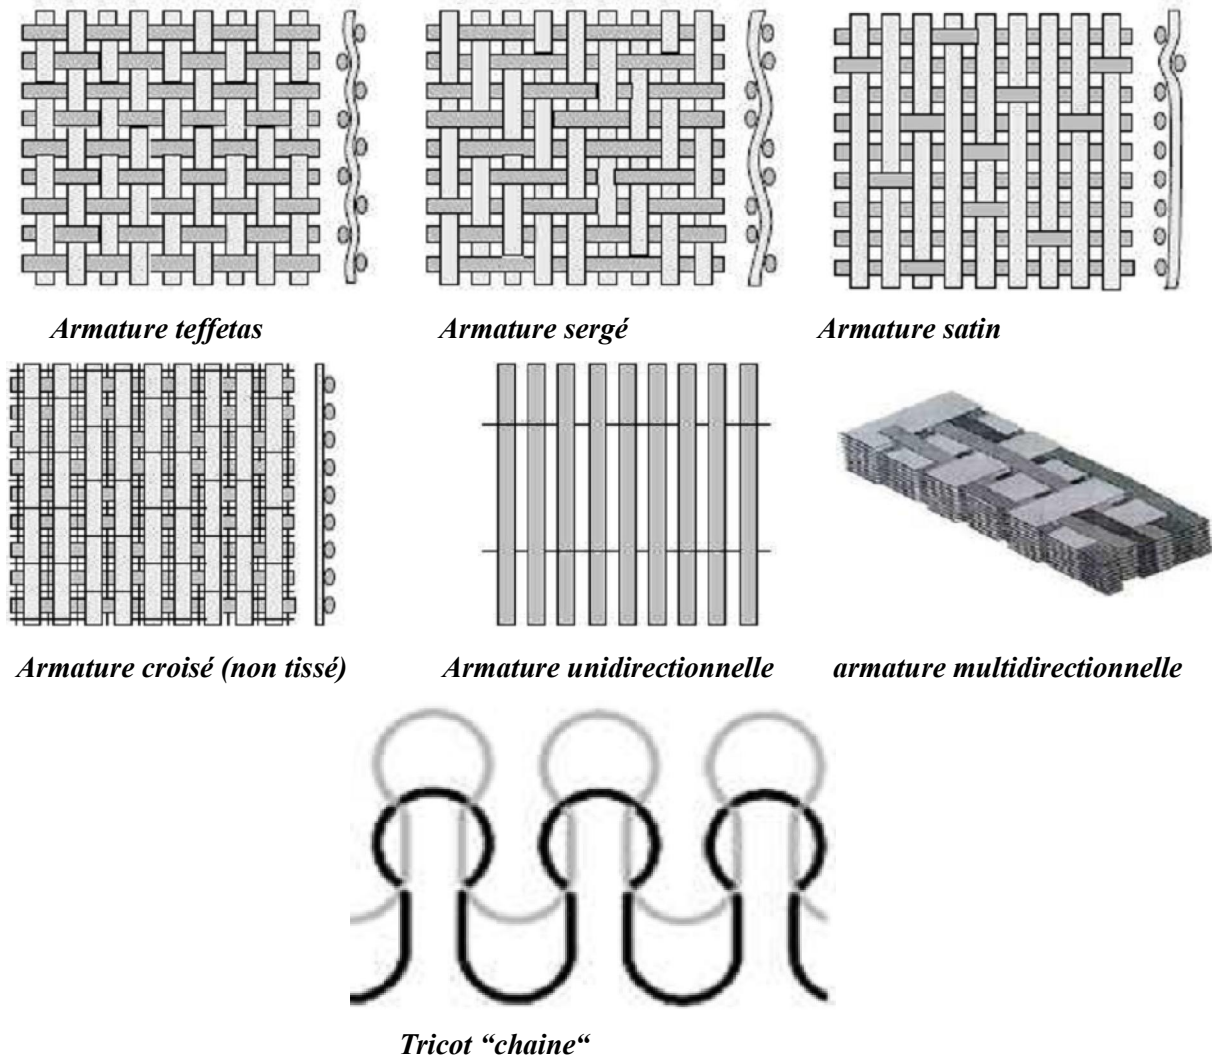 Armature teffetas
Armature sergé
Armature satin
Armature croisé (non tissé)
Armature unidirectionnelle
armature multidirectionnelle
Tricot “chaine“